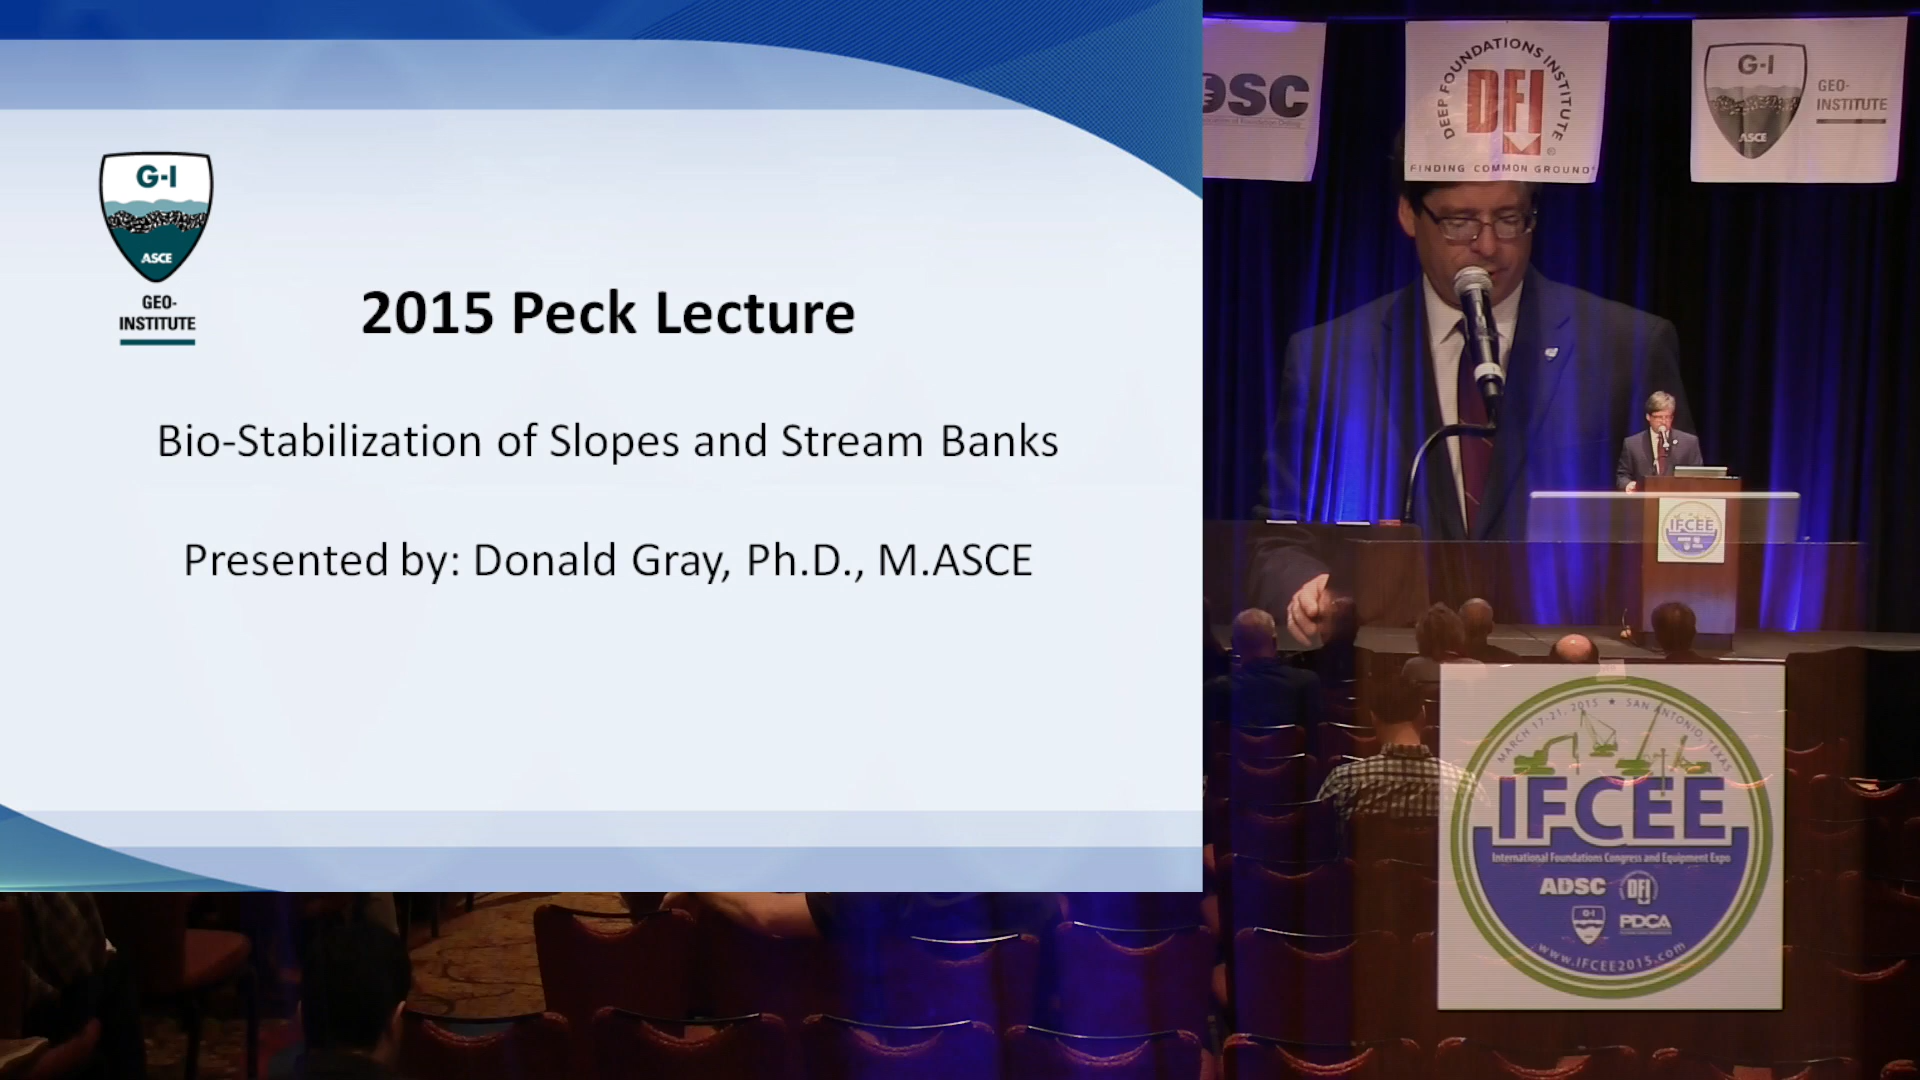 G-I
ASCE
GEO-
INSTITUTE
2015 Peck Lecture
Bio-Stabilization of Slopes and Stream Banks
Presented by: Donald Gray, Ph.D., M.ASCE
DSC
DEEP FOUNDATIONS INSTITUTE
DFI
®
FINDING COMMON GROUND
G-I
ASCE
GEO-
INSTITUTE
IFCEE
MARCH 17-21, 2015 ★ SAN ANTONIO, TEXAS
IFCEE
International Foundations Congress and Equipment Expo
ADSC DFI
G-I PDCA
www.IFCEE2015.com